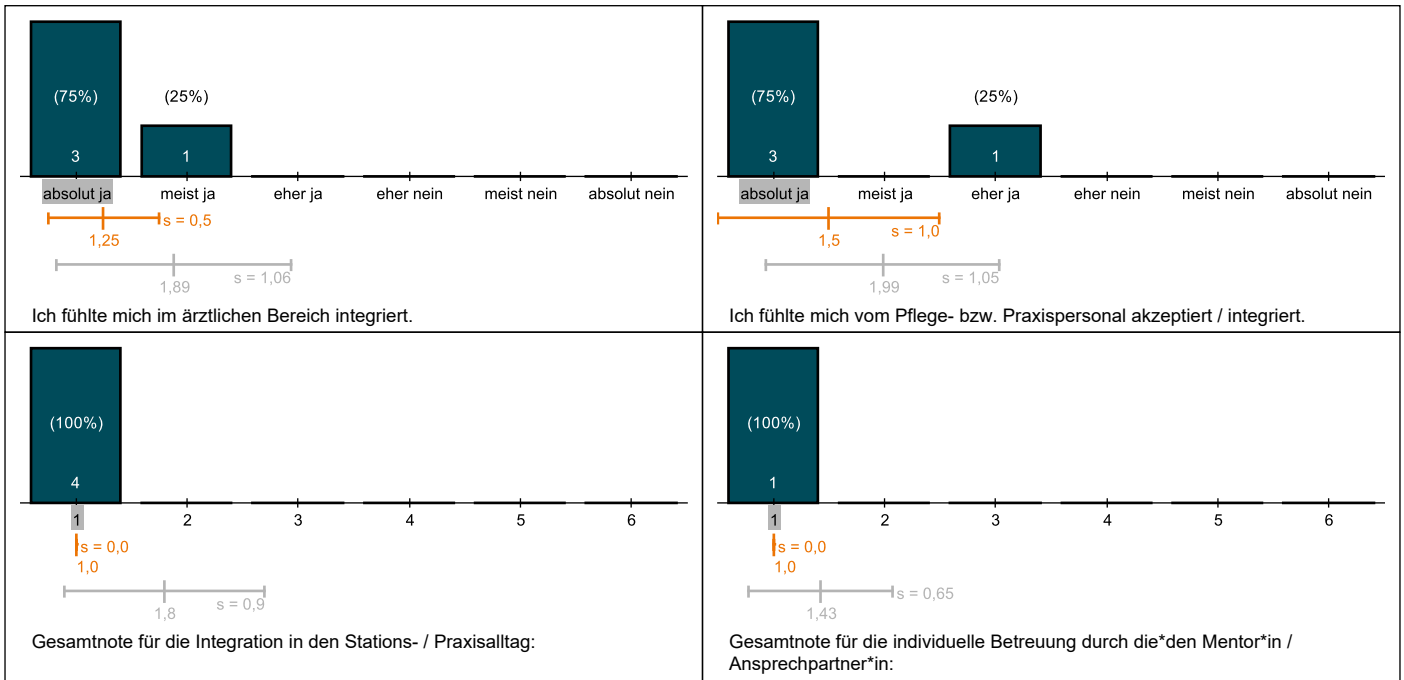 (75%)
(25%)
3
1
absolut ja
meist ja
eher ja
eher nein
meist nein
absolut nein
s = 0,5
1,25
s = 1,06
1,89
Ich fühlte mich im ärztlichen Bereich integriert.
(75%)
(25%)
3
1
absolut ja
meist ja
eher ja
eher nein
meist nein
absolut nein
s = 1,0
1,5
s = 1,05
1,99
Ich fühlte mich vom Pflege- bzw. Praxispersonal akzeptiert / integriert.
(100%)
4
1
2
3
4
5
6
s = 0,0
1,0
s = 0,9
1,8
Gesamtnote für die Integration in den Stations- / Praxisalltag:
(100%)
1
1
2
3
4
5
6
s = 0,0
1,0
s = 0,65
1,43
Gesamtnote für die individuelle Betreuung durch die*den Mentor*in /
Ansprechpartner*in: